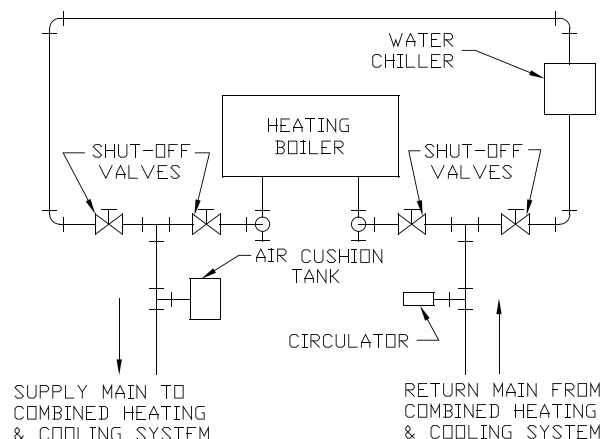 WATER
CHILLER
HEATING
BOILER
SHUT-OFF
VALVES
SHUT-OFF
VALVES
AIR CUSHION
TANK
CIRCULATOR
SUPPLY MAIN TO
COMBINED HEATING
& COOLING SYSTEM
RETURN MAIN FROM
COMBINED HEATING
& COOLING SYSTEM